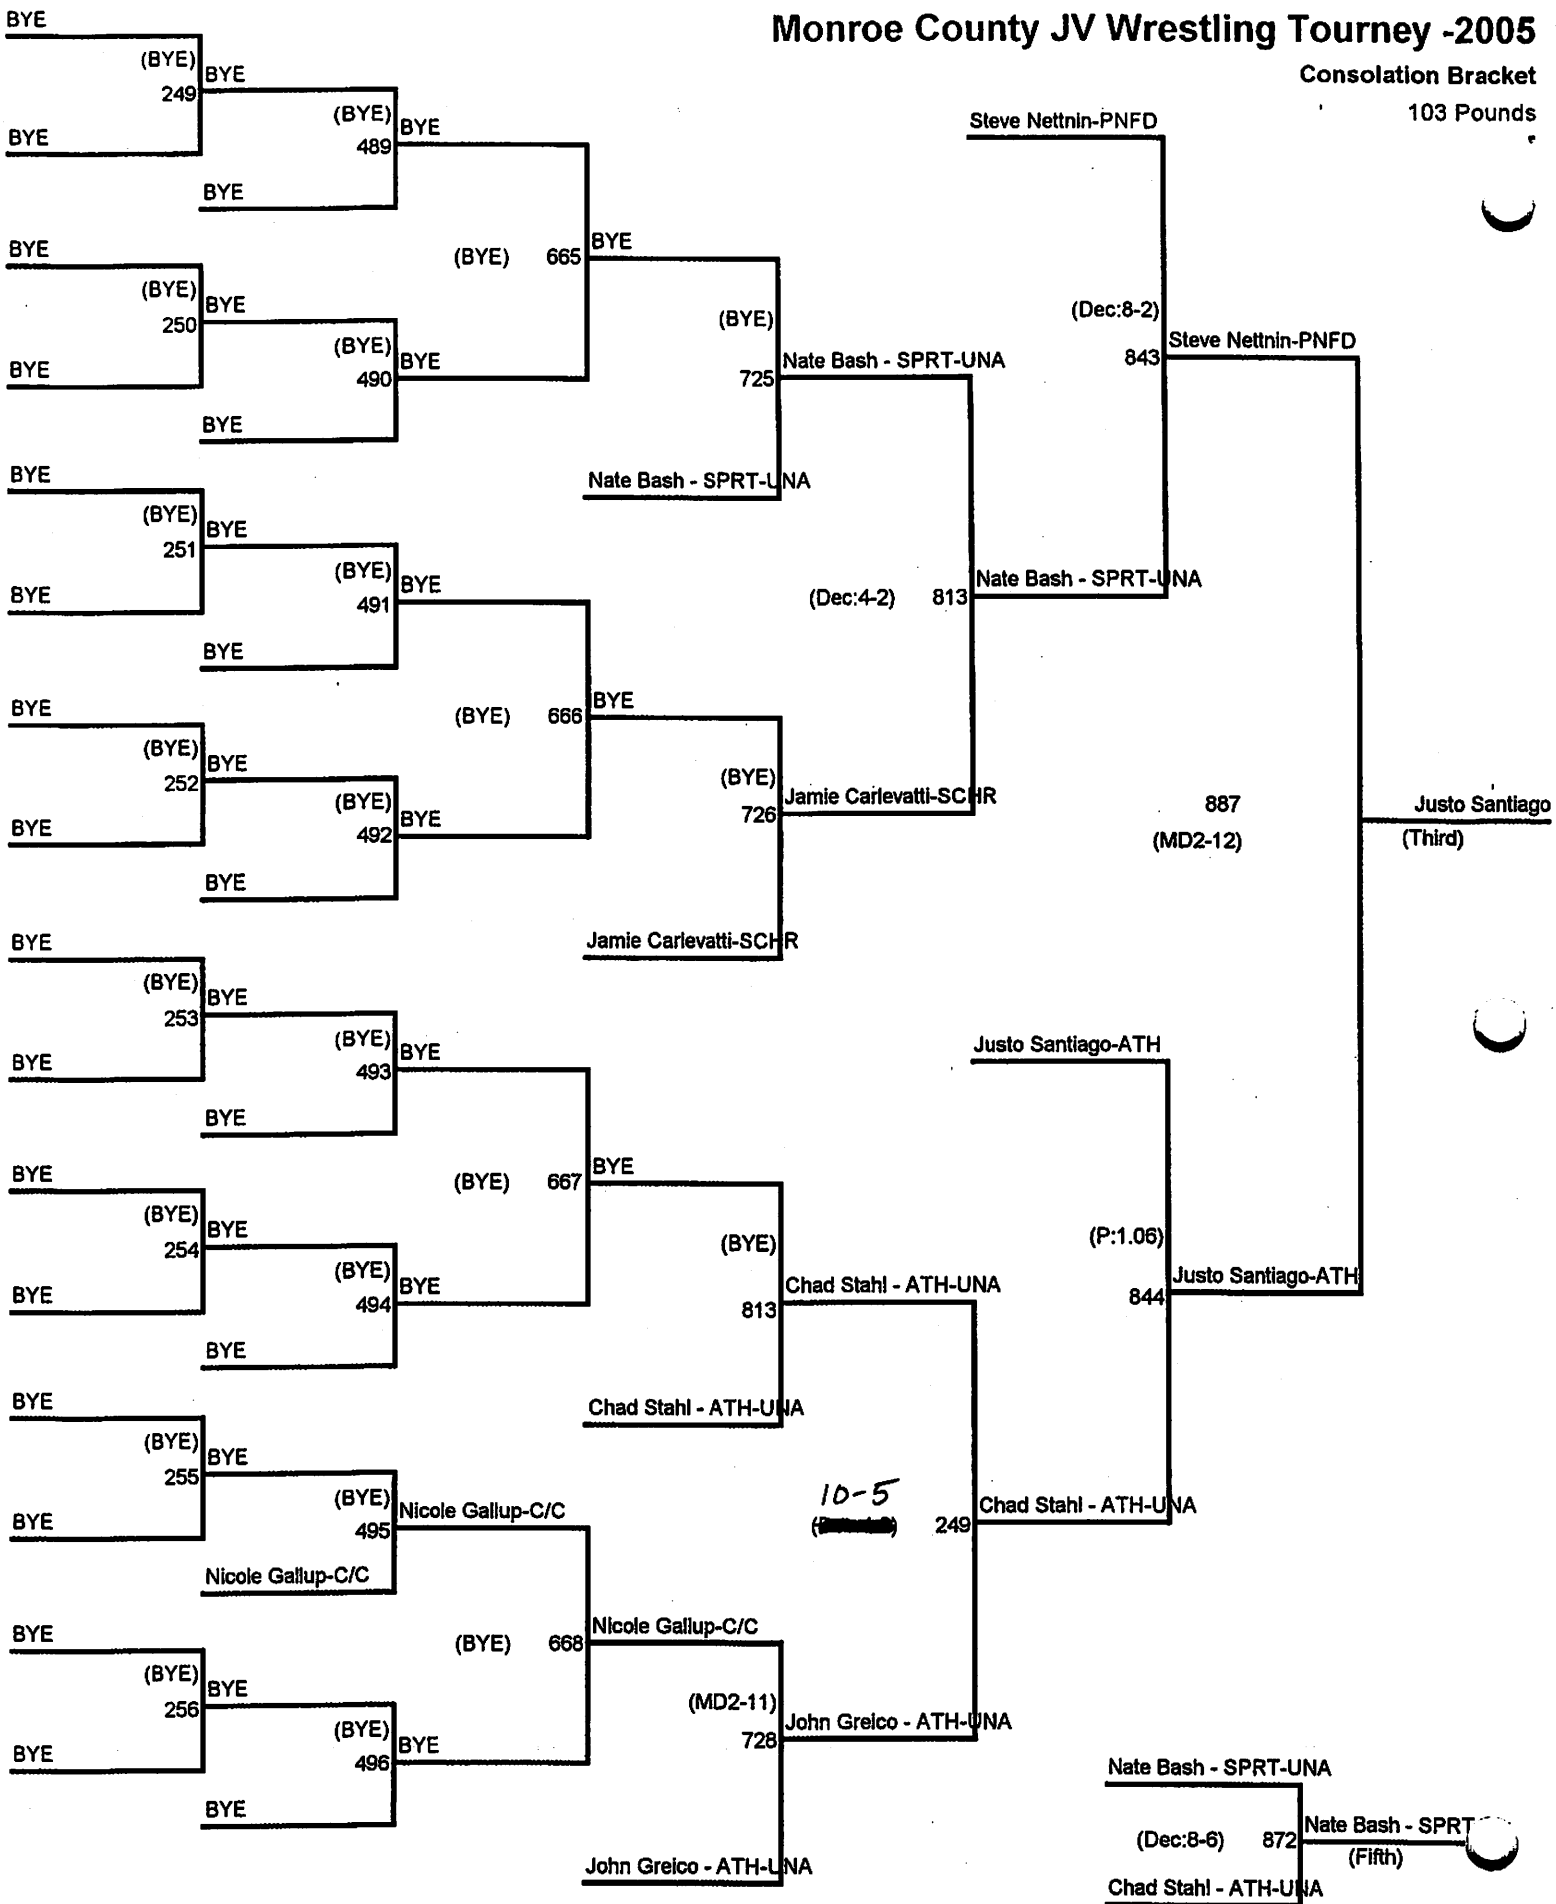 Monroe County JV Wrestling Tourney -2005
Consolation Bracket
103 Pounds
BYE
(BYE)
249
BYE
BYE
(BYE)
489
BYE
BYE
BYE
(BYE)
250
BYE
BYE
(BYE)
490
BYE
BYE
(BYE) 665
BYE
(BYE)
725
Nate Bash - SPRT-UNA
Nate Bash - SPRT-UNA
BYE
(BYE)
251
BYE
BYE
(BYE)
491
BYE
BYE
BYE
(BYE)
252
BYE
BYE
(BYE)
492
BYE
BYE
(BYE) 666
BYE
(BYE)
726
Jamie Carlevatti-SCHR
Jamie Carlevatti-SCHR
(Dec:4-2) 813
Nate Bash - SPRT-UNA
Steve Nettnin-PNFD
(Dec:8-2)
843
Steve Nettnin-PNFD
BYE
(BYE)
253
BYE
BYE
(BYE)
493
BYE
BYE
BYE
(BYE)
254
BYE
BYE
(BYE)
494
BYE
BYE
(BYE) 667
BYE
(BYE)
813
Chad Stahl - ATH-UNA
Chad Stahl - ATH-UNA
BYE
(BYE)
255
BYE
BYE
(BYE)
495
Nicole Gallup-C/C
Nicole Gallup-C/C
BYE
(BYE)
256
BYE
BYE
(BYE)
496
BYE
BYE
(BYE) 668
Nicole Gallup-C/C
(MD2-11)
728
John Greico - ATH-UNA
John Greico - ATH-UNA
10-5
249
Chad Stahl - ATH-UNA
Justo Santiago-ATH
(P:1.06)
844
Justo Santiago-ATH
887
(MD2-12)
Justo Santiago
(Third)
Nate Bash - SPRT-UNA
(Dec:8-6) 872
Nate Bash - SPRT
(Fifth)
Chad Stahl - ATH-UNA